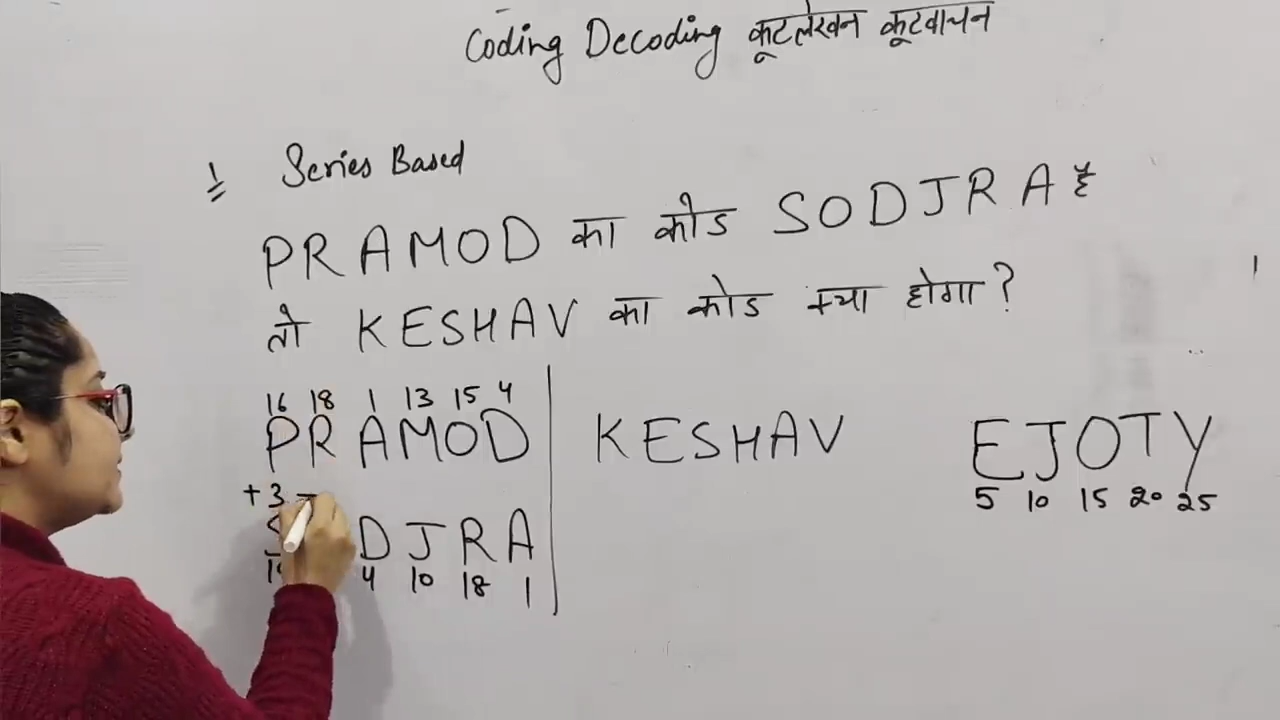 Coding Decoding कूटलेखन कूटवाचन
1 Series Based
PRAMOD का कोड SODJRA है
तो KESHAV का कोड क्या होगा?
16 18 1 13 15 4
PRAMOD
+3 -
D J R A
4 10 18 1
KESHAV
EJOTY
5 10 15 20 25